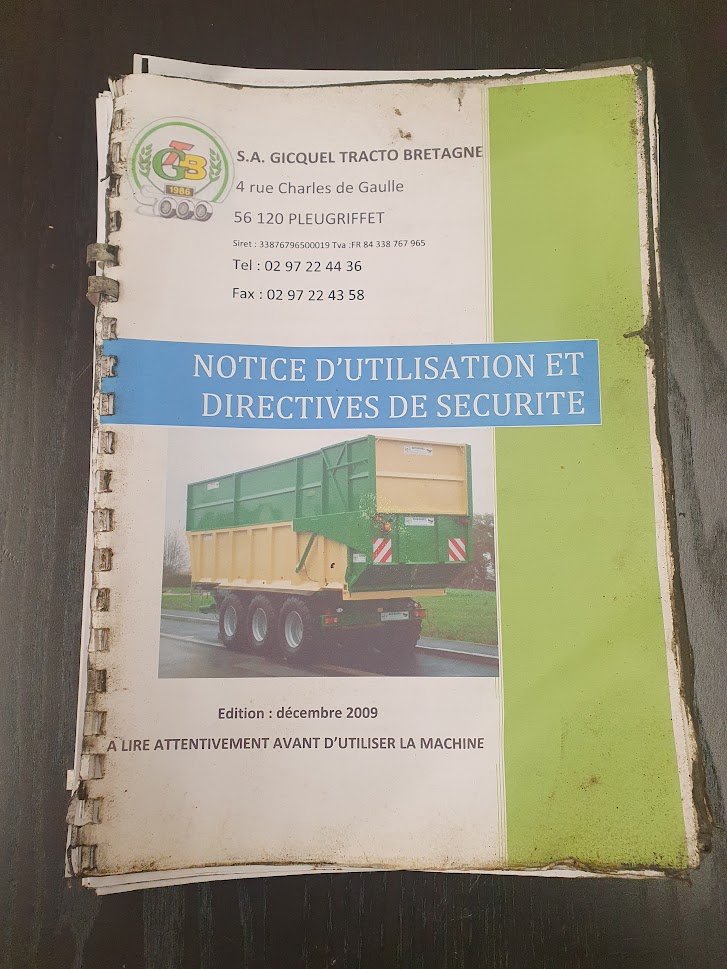 GTB
1986
S.A. GICQUEL TRACTO BRETAGNE
4 rue Charles de Gaulle
56 120 PLEUGRIFFET
Siret : 33876796500019 Tva :FR 84 338 767 965
Tel : 02 97 22 44 36
Fax : 02 97 22 43 58
NOTICE D'UTILISATION ET
DIRECTIVES DE SECURITE
Edition : décembre 2009
A LIRE ATTENTIVEMENT AVANT D'UTILISER LA MACHINE